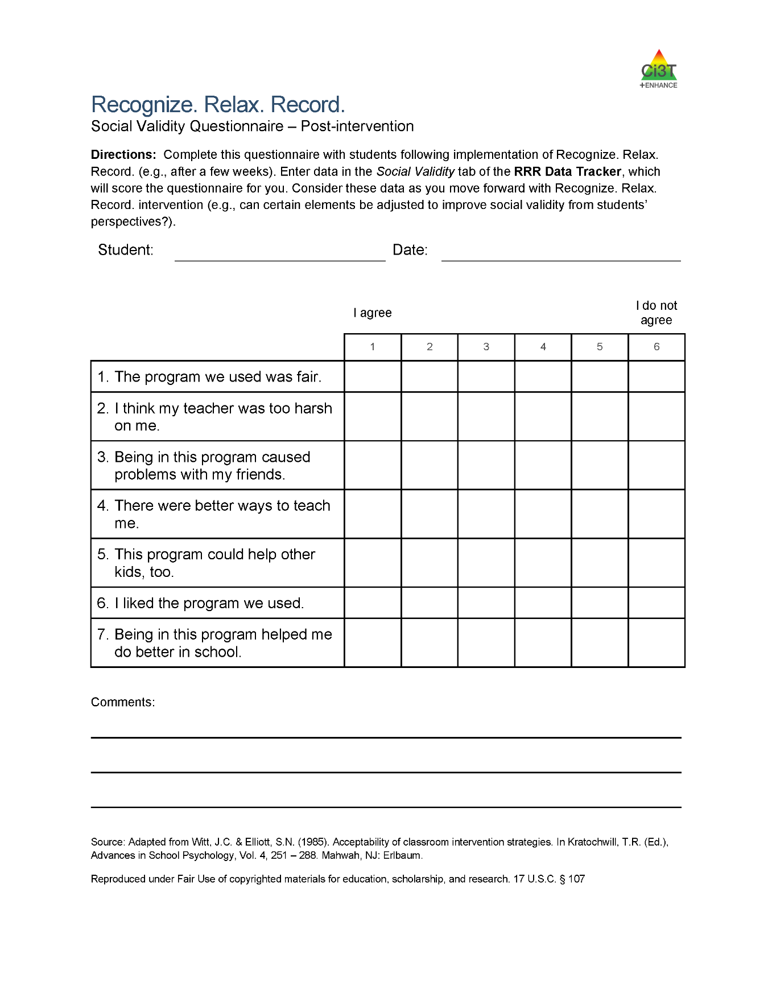 Ci3T
+ENHANCE
Recognize. Relax. Record.
Social Validity Questionnaire – Post-intervention
Directions:  Complete this questionnaire with students following implementation of Recognize. Relax.
Record. (e.g., after a few weeks). Enter data in the Social Validity tab of the RRR Data Tracker, which
will score the questionnaire for you. Consider these data as you move forward with Recognize. Relax.
Record. intervention (e.g., can certain elements be adjusted to improve social validity from students’
perspectives?).
Student: Date:
I agree I do not
agree
1 2 3 4 5 6
1. The program we used was fair.
2. I think my teacher was too harsh
on me.
3. Being in this program caused
problems with my friends.
4. There were better ways to teach
me.
5. This program could help other
kids, too.
6. I liked the program we used.
7. Being in this program helped me
do better in school.
Comments:
Source: Adapted from Witt, J.C. & Elliott, S.N. (1985). Acceptability of classroom intervention strategies. In Kratochwill, T.R. (Ed.),
Advances in School Psychology, Vol. 4, 251 – 288. Mahwah, NJ: Erlbaum.
Reproduced under Fair Use of copyrighted materials for education, scholarship, and research. 17 U.S.C. § 107